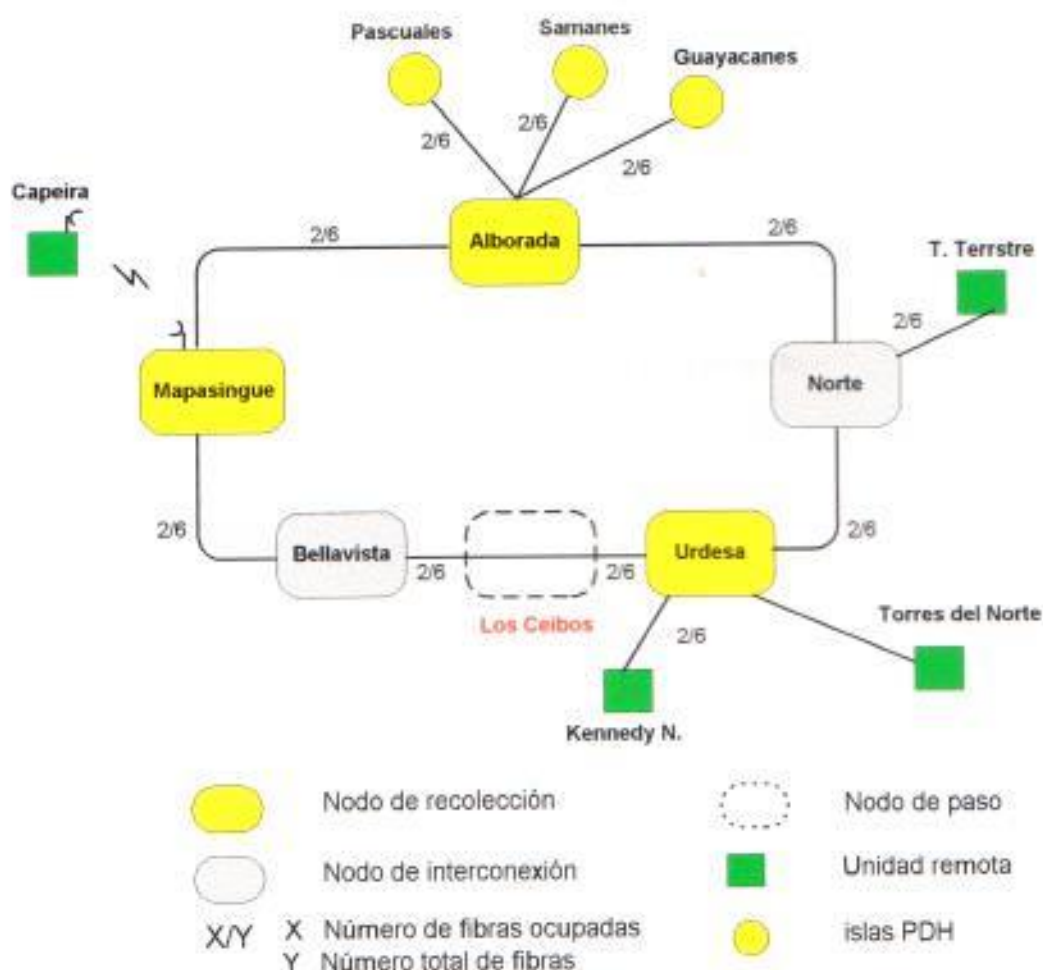 Pascuales
Samanes
Guayacanes
2/6
2/6
2/6
Capeira
2/6
Alborada
2/6
T. Terrstre
2/6
Mapasingue
Norte
2/6
Bellavista
2/6
2/6
Urdesa
2/6
Los Ceibos
2/6
Torres del Norte
Kennedy N.
Nodo de recolección
Nodo de paso
Nodo de interconexión
Unidad remota
X/Y
X Número de fibras ocupadas
Y Número total de fibras
islas PDH